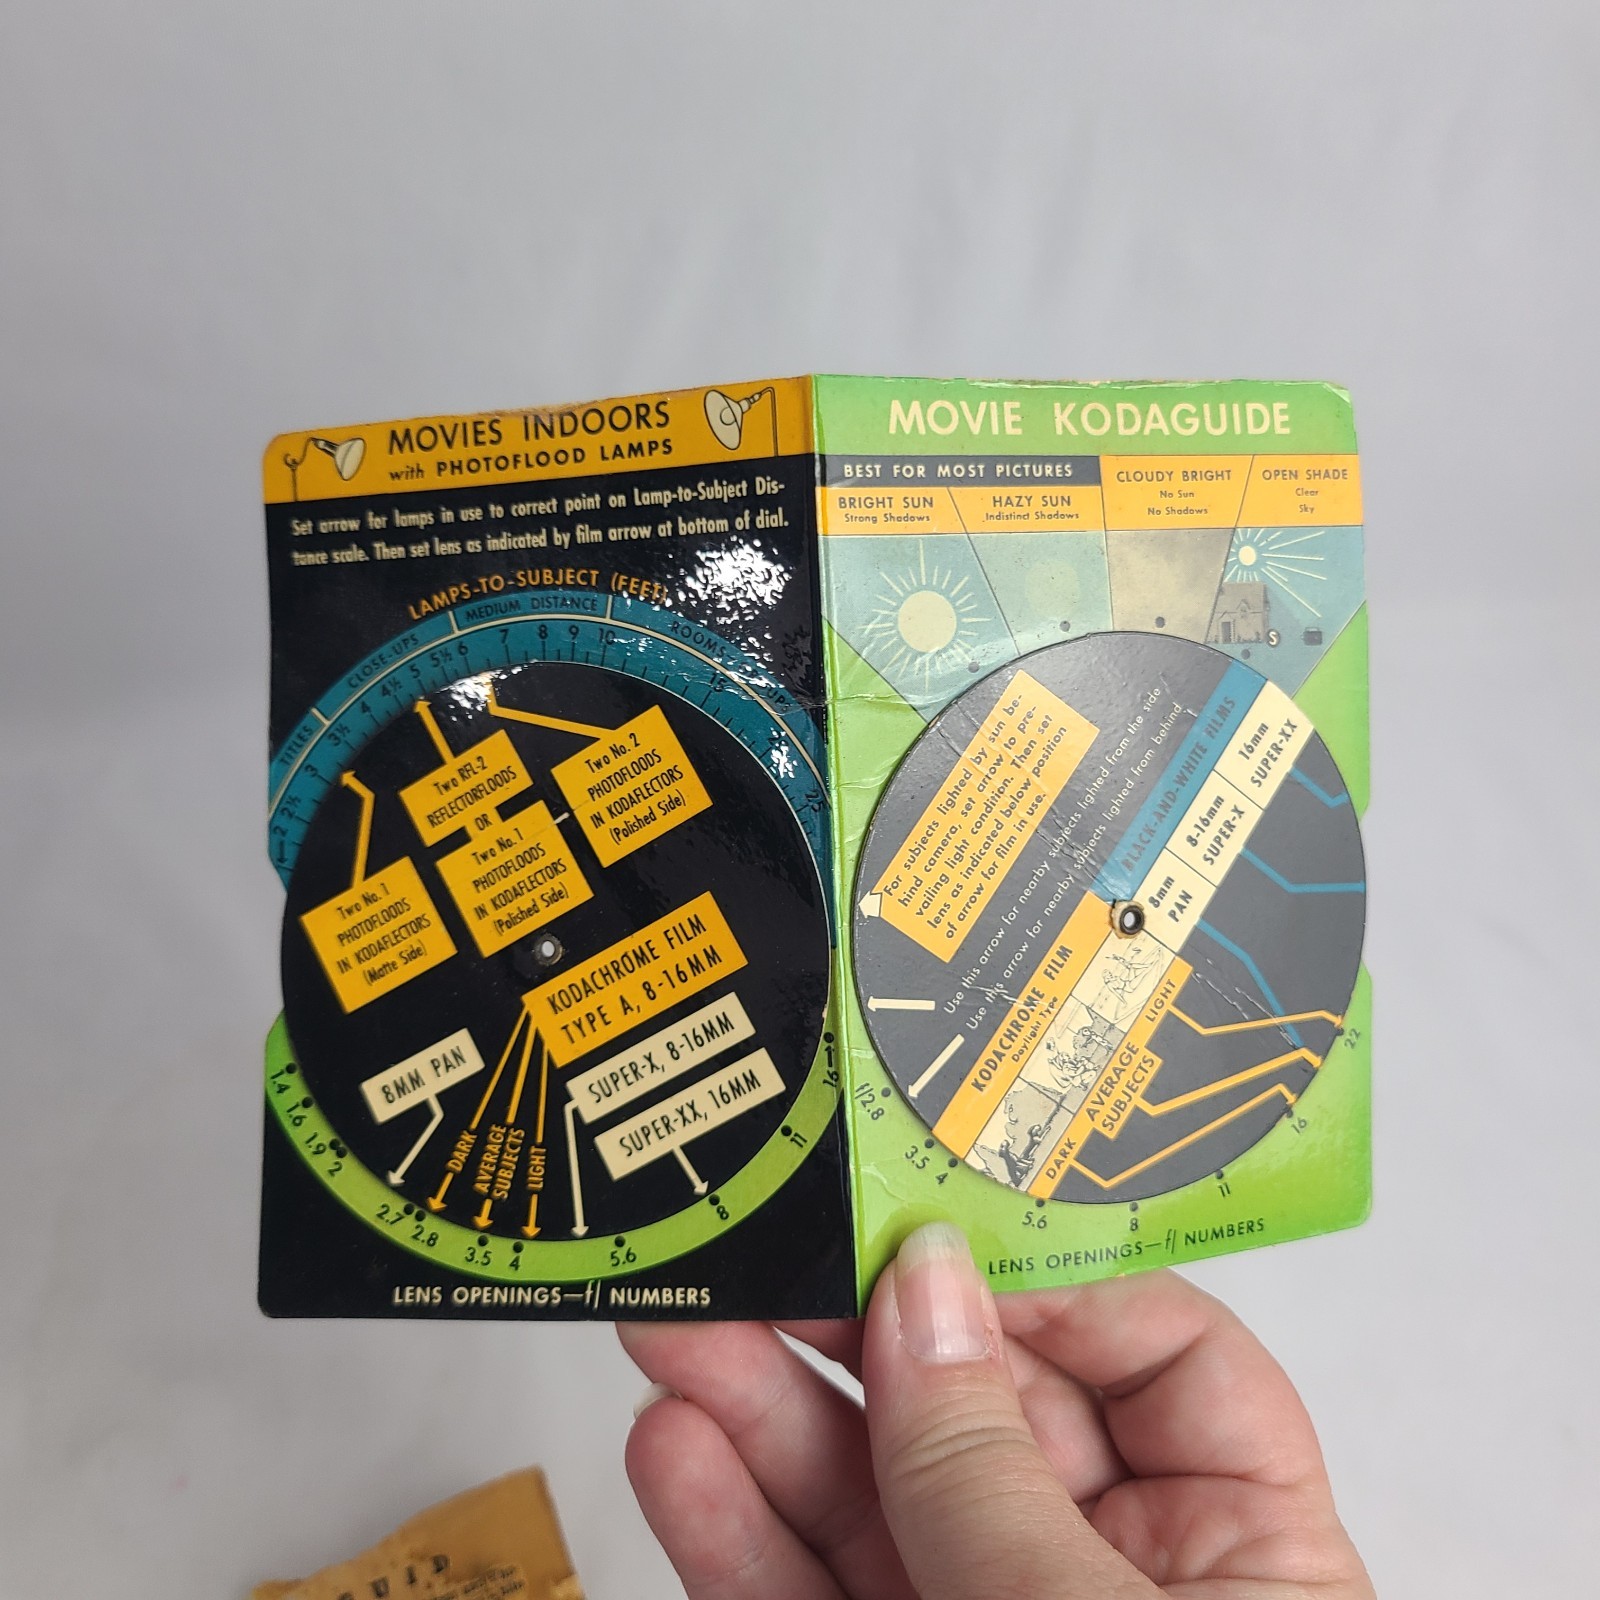 MOVIES INDOORS
with PHOTOFLOOD LAMPS
Set arrow for lamps in use to correct point on Lamp-to-Subject Dis-
tance scale. Then set lens as indicated by film arrow at bottom of dial.
LAMPS-TO-SUBJECT (FEET)
TITLES
CLOSE-UPS
MEDIUM DISTANCE
ROOMS
UPS
2 2½ 3 3½ 4 4½ 5 5½ 6 7 8 9 10 15 25
Two No. 1
PHOTOFLOODS
IN KODAFLECTORS
(Matte Side)
Two RFL-2
REFLECTORFLOODS
OR
Two No. 1
PHOTOFLOODS
IN KODAFLECTORS
(Polished Side)
Two No. 2
PHOTOFLOODS
IN KODAFLECTORS
(Polished Side)
KODACHROME FILM
TYPE A, 8-16MM
8MM PAN
SUPER-X, 8-16MM
SUPER-XX, 16MM
DARK
AVERAGE
SUBJECTS
LIGHT
1.4 1.6 1.9 2 2.7 2.8 3.5 4 5.6 8 11 16
LENS OPENINGS—f/ NUMBERS
MOVIE KODAGUIDE
BEST FOR MOST PICTURES
BRIGHT SUN
Strong Shadows
HAZY SUN
Indistinct Shadows
CLOUDY BRIGHT
No Sun
No Shadows
OPEN SHADE
Clear
Sky
S
For subjects lighted by sun be-
hind camera, set arrow to pre-
vailing light condition. Then set
lens as indicated below position
of arrow for film in use.
Use this arrow for nearby subjects lighted from the side
Use this arrow for nearby subjects lighted from behind
BLACK-AND-WHITE FILMS
8mm
PAN
8-16mm
SUPER-X
16mm
SUPER-XX
KODACHROME FILM
Daylight Type
LIGHT
AVERAGE
SUBJECTS
DARK
f/2.8 3.5 4 5.6 8 11 16 22
LENS OPENINGS—f/ NUMBERS